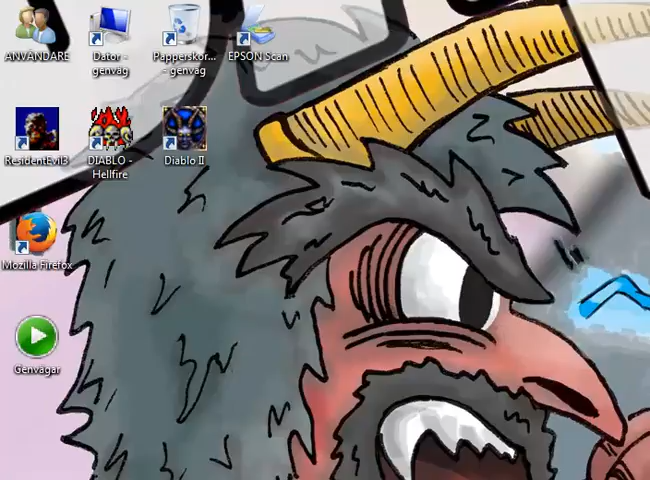 ANVÄNDARE
Dator - genväg
Papperskor... - genväg
EPSON Scan
ResidentEvil3
DIABLO - Hellfire
Diablo II
Mozilla Firefox
Genvägar